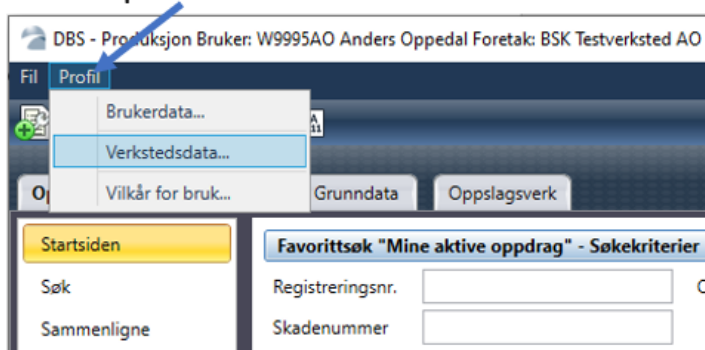 DBS - Produksjon Bruker: W9995AO Anders Oppedal Foretak: BSK Testverksted AO
Fil Profil
Brukerdata...
Verkstedsdata...
Vilkår for bruk...
Grunndata Oppslagsverk
Startsiden
Favorittsøk "Mine aktive oppdrag" - Søkekriterier
Søk
Registreringsnr.
Sammenligne
Skadenummer